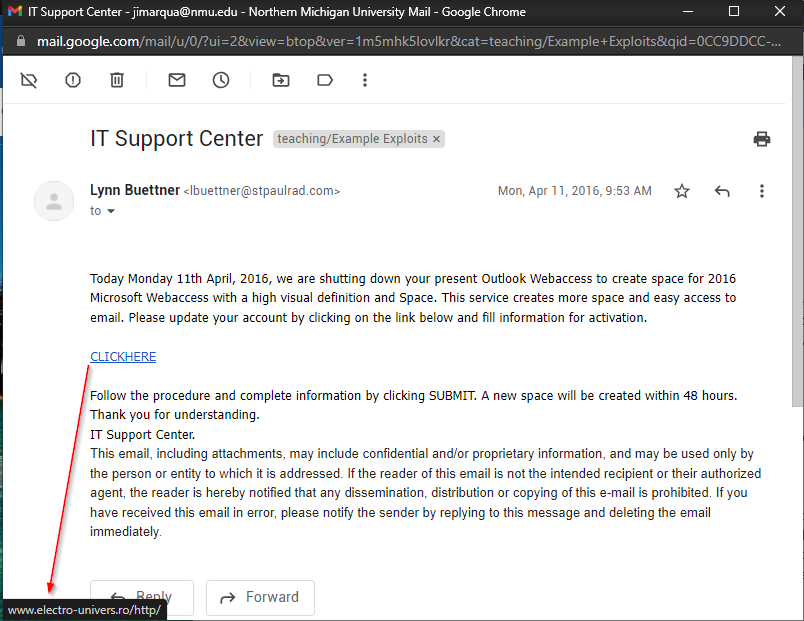 IT Support Center - jimarqua@nmu.edu - Northern Michigan University Mail - Google Chrome
mail.google.com/mail/u/0/?ui=2&view=btop&ver=1m5mhk5lovlkr&cat=teaching/Example+Exploits&qid=0CC9DDCC-...
IT Support Center teaching/Example Exploits ×
Lynn Buettner <lbuettner@stpaulrad.com> Mon, Apr 11, 2016, 9:53 AM
to
Today Monday 11th April, 2016, we are shutting down your present Outlook Webaccess to create space for 2016
Microsoft Webaccess with a high visual definition and Space. This service creates more space and easy access to
email. Please update your account by clicking on the link below and fill information for activation.
CLICKHERE
Follow the procedure and complete information by clicking SUBMIT. A new space will be created within 48 hours.
Thank you for understanding.
IT Support Center.
This email, including attachments, may include confidential and/or proprietary information, and may be used only by
the person or entity to which it is addressed. If the reader of this email is not the intended recipient or their authorized
agent, the reader is hereby notified that any dissemination, distribution or copying of this e-mail is prohibited. If you
have received this email in error, please notify the sender by replying to this message and deleting the email
immediately.
Reply Forward
www.electro-univers.ro/http/